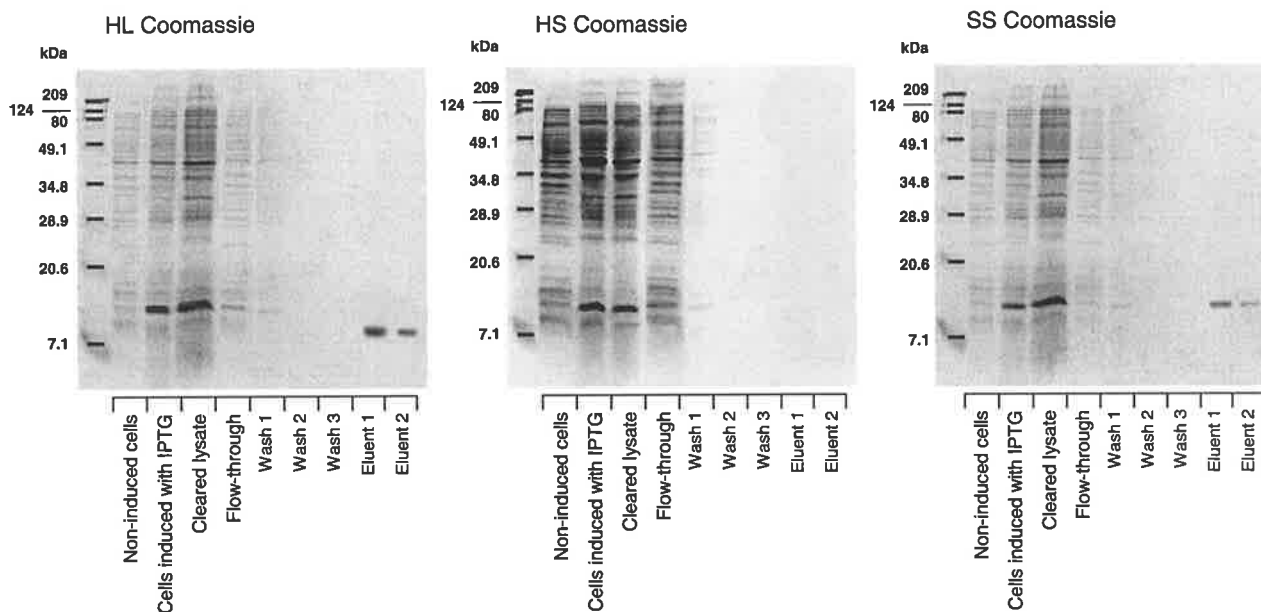 HL Coomassie
kDa
209
124
80
49.1
34.8
28.9
20.6
7.1
Non-induced cells
Cells induced with IPTG
Cleared lysate
Flow-through
Wash 1
Wash 2
Wash 3
Eluent 1
Eluent 2
HS Coomassie
kDa
209
124
80
49.1
34.8
28.9
20.6
7.1
Non-induced cells
Cells induced with IPTG
Cleared lysate
Flow-through
Wash 1
Wash 2
Wash 3
Eluent 1
Eluent 2
SS Coomassie
kDa
209
124
80
49.1
34.8
28.9
20.6
7.1
Non-induced cells
Cells induced with IPTG
Cleared lysate
Flow-through
Wash 1
Wash 2
Wash 3
Eluent 1
Eluent 2